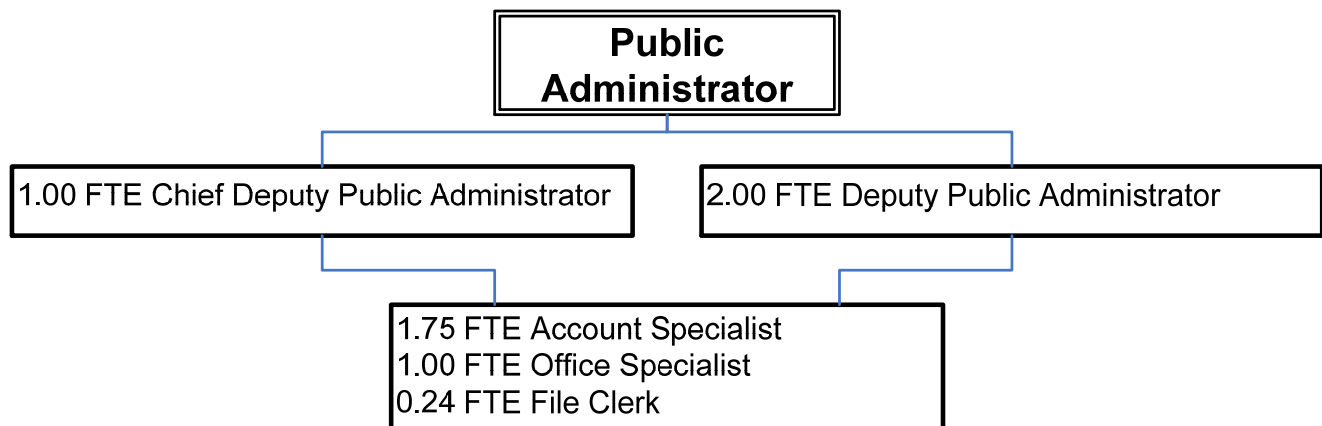 Public
Administrator
1.00 FTE Chief Deputy Public Administrator
2.00 FTE Deputy Public Administrator
1.75 FTE Account Specialist
1.00 FTE Office Specialist
0.24 FTE File Clerk